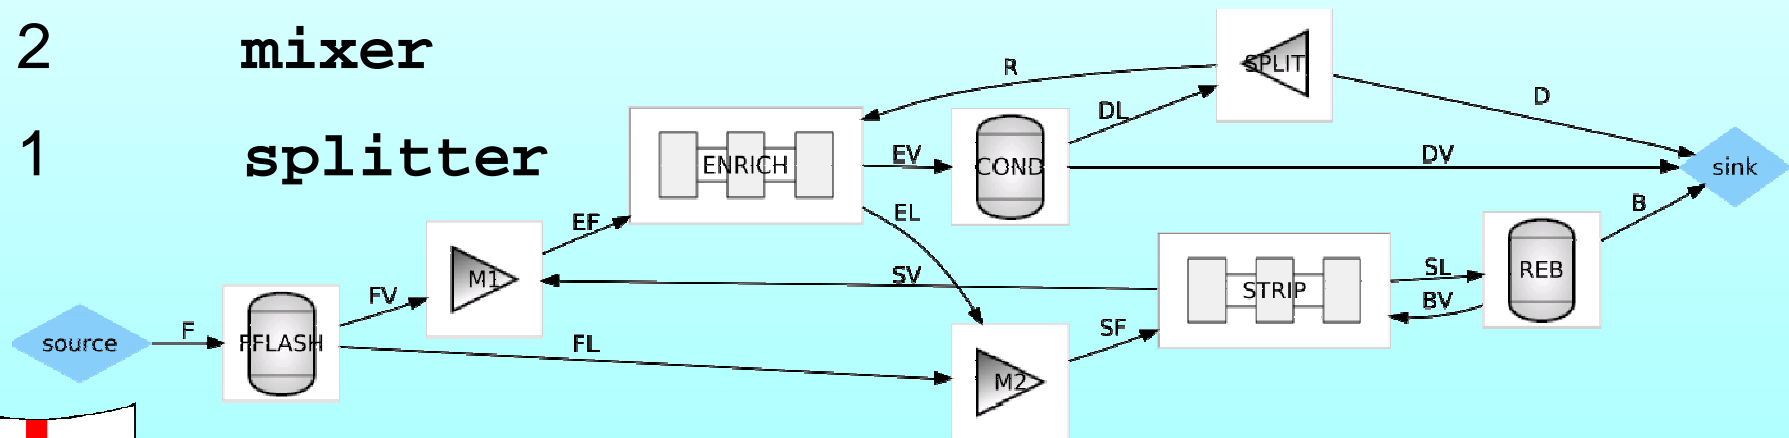 2 mixer
1 splitter
source
F
FFLASH
FV
FL
M1
EF
ENRICH
R
EV
EL
SV
COND
DL
DV
SPLIT
D
M2
SF
STRIP
SL
BV
REB
B
sink